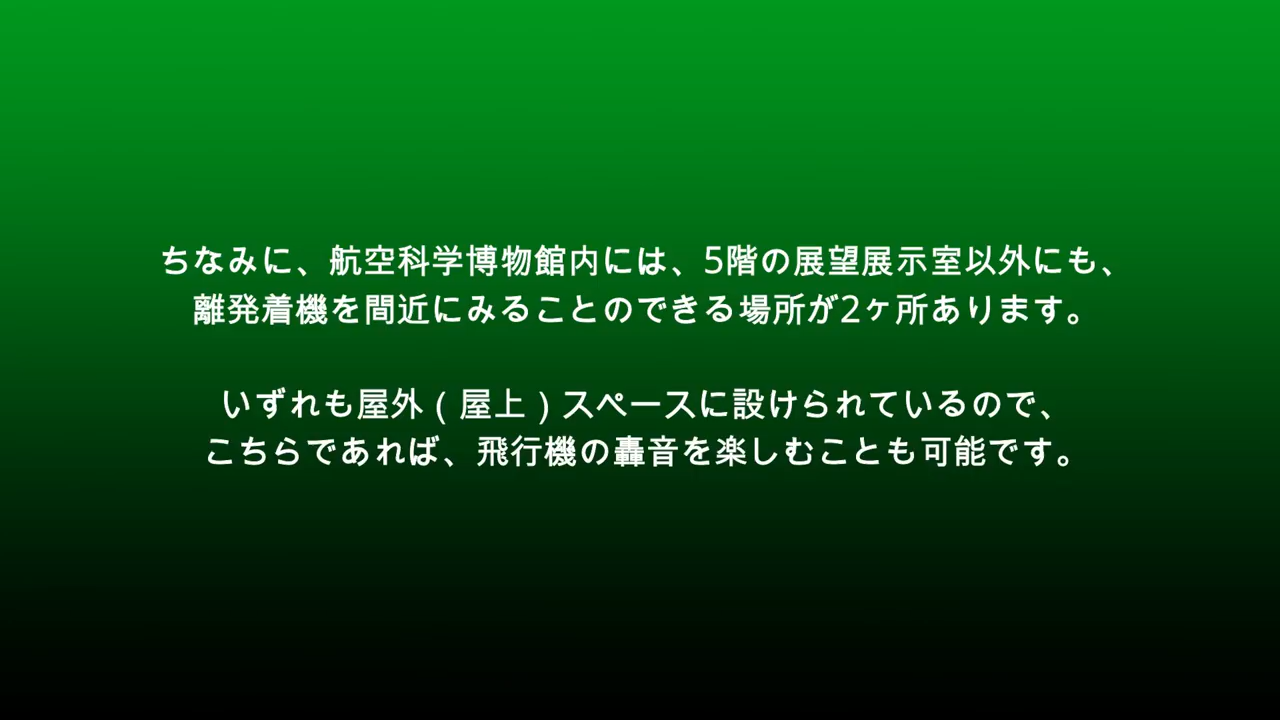 ちなみに、航空科学博物館内には、5階の展望展示室以外にも、
離発着機を間近にみることのできる場所が2ヶ所あります。
いずれも屋外(屋上)スペースに設けられているので、
こちらであれば、飛行機の轟音を楽しむことも可能です。